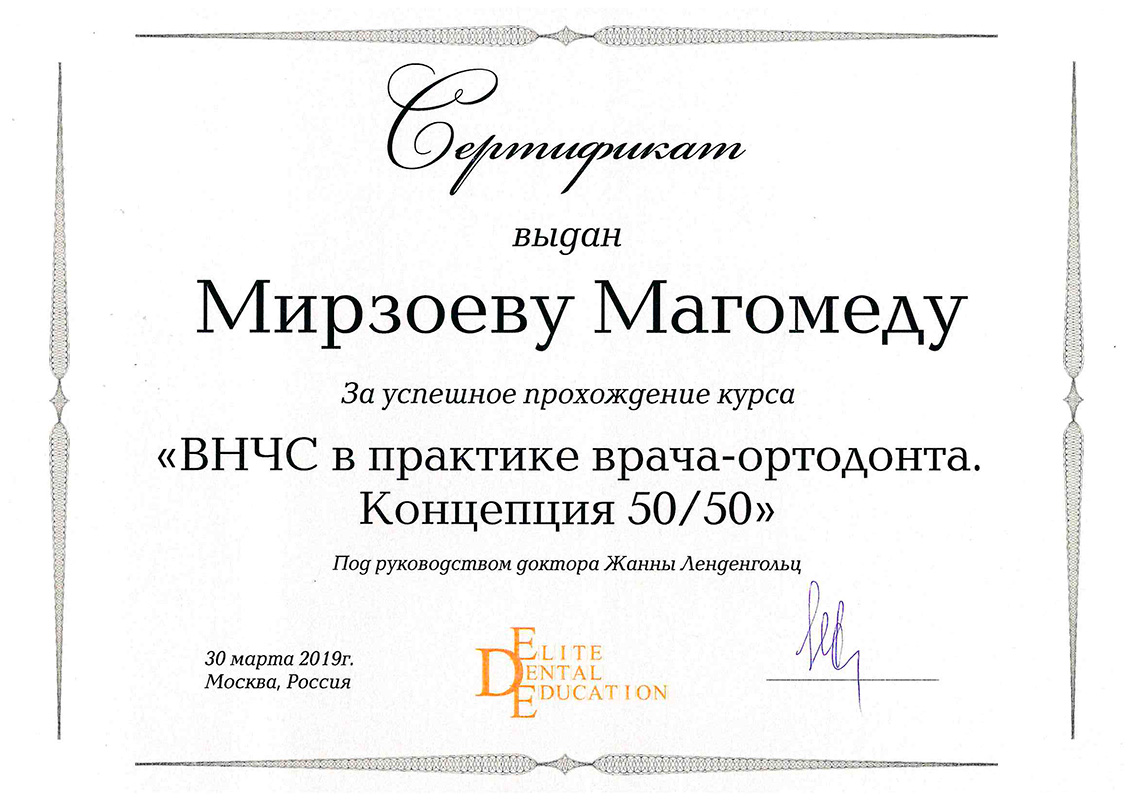 Сертификат
выдан
Мирзоеву Магомеду
За успешное прохождение курса
«ВНЧС в практике врача-ортодонта.
Концепция 50/50»
Под руководством доктора Жанны Ленденгольц
30 марта 2019г.
Москва, Россия
ELITE
DENTAL
EDUCATION